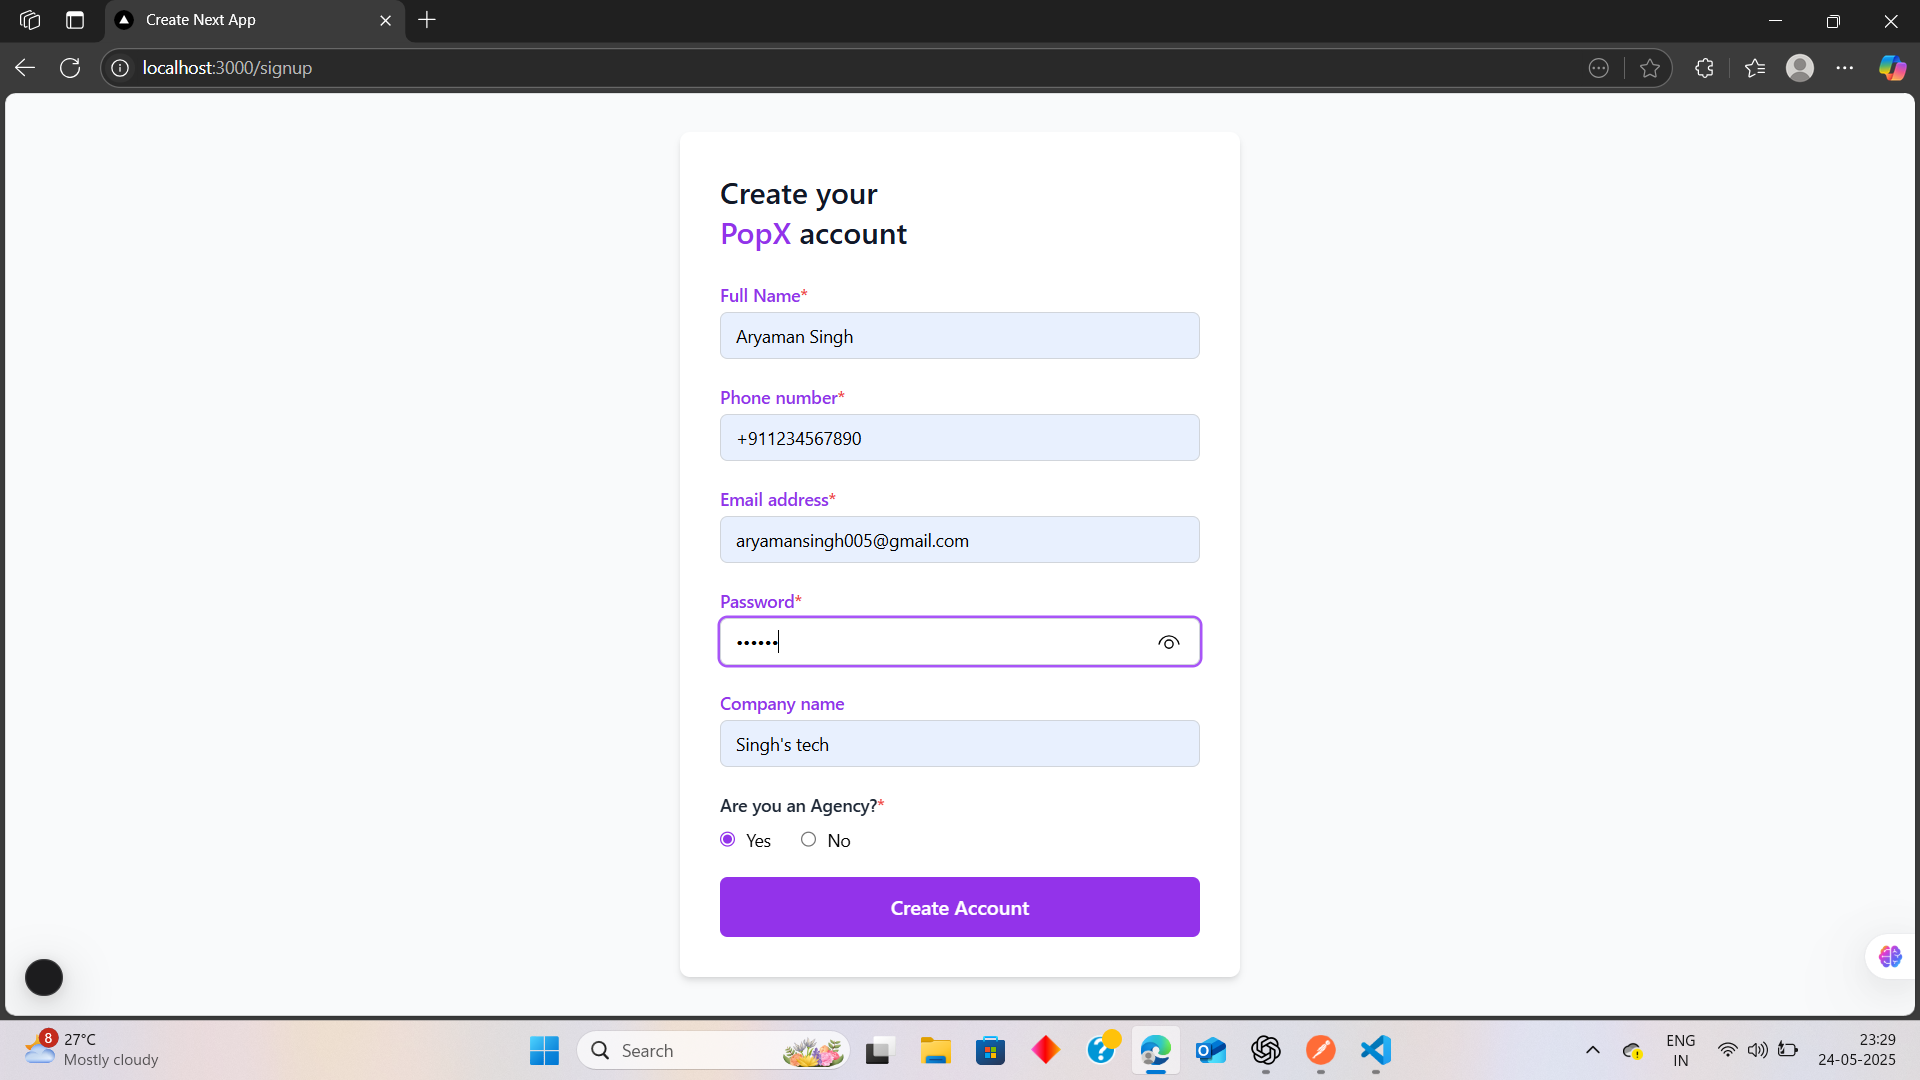 Create Next App
localhost:3000/signup
Create your
PopX account
Full Name*
Aryaman Singh
Phone number*
+911234567890
Email address*
aryamansingh005@gmail.com
Password*
••••••
Company name
Singh's tech
Are you an Agency?*
Yes No
Create Account
8
27°C
Mostly cloudy
Search
ENG
IN
23:29
24-05-2025